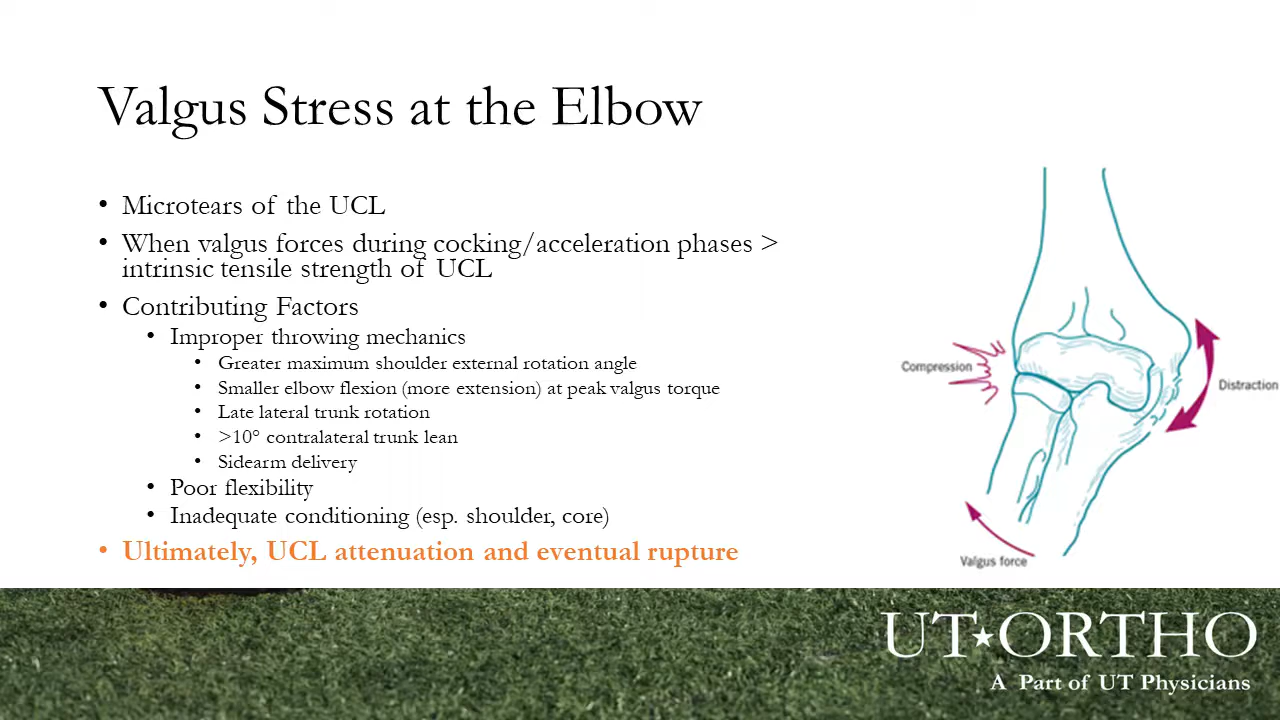 Valgus Stress at the Elbow
• Microtears of the UCL
• When valgus forces during cocking/acceleration phases >
intrinsic tensile strength of UCL
• Contributing Factors
• Improper throwing mechanics
• Greater maximum shoulder external rotation angle
• Smaller elbow flexion (more extension) at peak valgus torque
• Late lateral trunk rotation
• >10° contralateral trunk lean
• Sidearm delivery
• Poor flexibility
• Inadequate conditioning (esp. shoulder, core)
• Ultimately, UCL attenuation and eventual rupture
Compression
Distraction
Valgus force
UT★ORTHO
A Part of UT Physicians